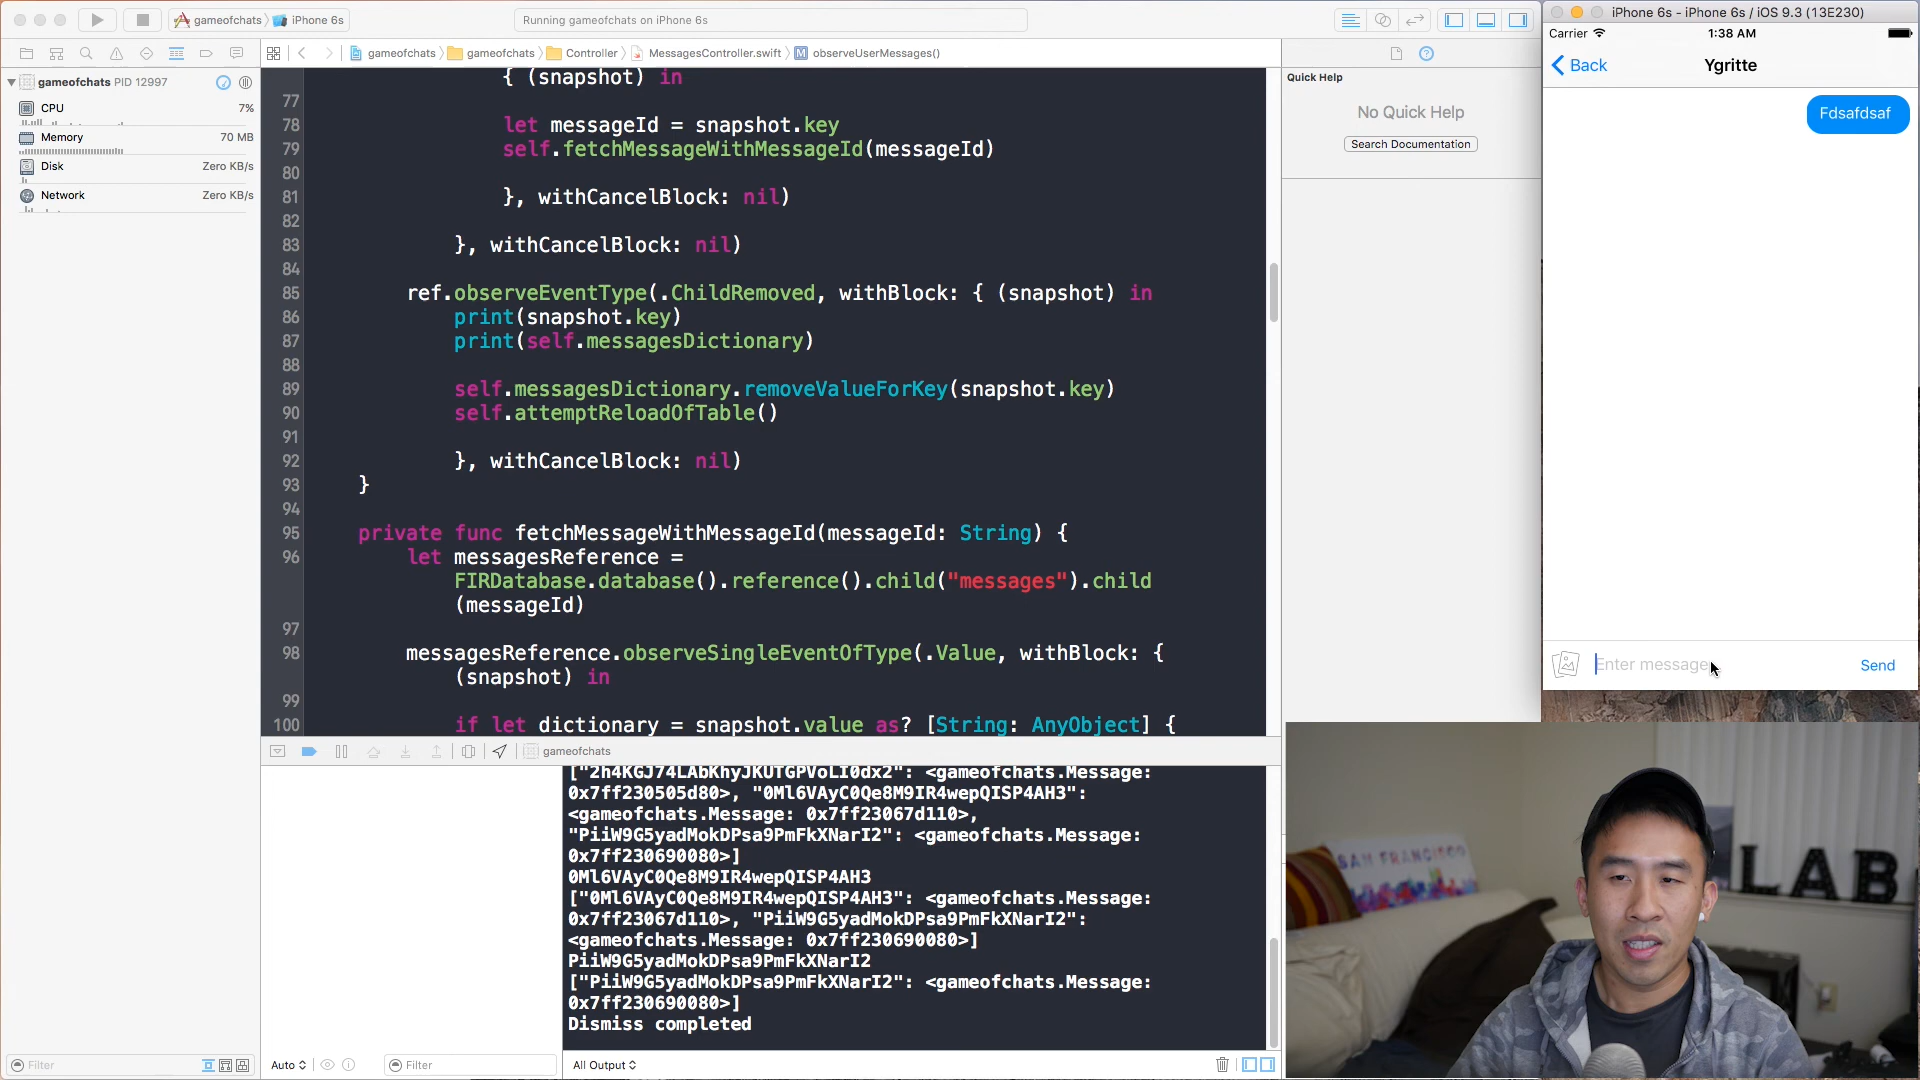 gameofchats
iPhone 6s
Running gameofchats on iPhone 6s
iPhone 6s - iPhone 6s / iOS 9.3 (13E230)
gameofchats
gameofchats
Controller
MessagesController.swift
M
observeUserMessages()
Carrier
1:38 AM
gameofchats PID 12997
CPU
7%
Memory
70 MB
Disk
Zero KB/s
Network
Zero KB/s
{ (snapshot) in
77
78 let messageId = snapshot.key
79 self.fetchMessageWithMessageId(messageId)
80
81 }, withCancelBlock: nil)
82
83 }, withCancelBlock: nil)
84
85 ref.observeEventType(.ChildRemoved, withBlock: { (snapshot) in
86 print(snapshot.key)
87 print(self.messagesDictionary)
88
89 self.messagesDictionary.removeValueForKey(snapshot.key)
90 self.attemptReloadOfTable()
91
92 }, withCancelBlock: nil)
93 }
94
95 private func fetchMessageWithMessageId(messageId: String) {
96 let messagesReference =
FIRDatabase.database().reference().child("messages").child
(messageId)
97
98 messagesReference.observeSingleEventOfType(.Value, withBlock: {
(snapshot) in
99
100 if let dictionary = snapshot.value as? [String: AnyObject] {
Quick Help
No Quick Help
Search Documentation
Back
Ygritte
Fdsafdsaf
Enter message
Send
gameofchats
["2h4KGJ74LAbKhyJKUTGPVoLI0dx2": <gameofchats.Message:
0x7ff230505d80>, "0Ml6VAyC0Qe8M9IR4wepQISP4AH3":
<gameofchats.Message: 0x7ff23067d110>,
"PiiW9G5yadMokDPsa9PmFkXNarI2": <gameofchats.Message:
0x7ff230690080>]
0Ml6VAyC0Qe8M9IR4wepQISP4AH3
["0Ml6VAyC0Qe8M9IR4wepQISP4AH3": <gameofchats.Message:
0x7ff23067d110>, "PiiW9G5yadMokDPsa9PmFkXNarI2":
<gameofchats.Message: 0x7ff230690080>]
PiiW9G5yadMokDPsa9PmFkXNarI2
["PiiW9G5yadMokDPsa9PmFkXNarI2": <gameofchats.Message:
0x7ff230690080>]
Dismiss completed
Filter
Auto
Filter
All Output
SAN FRANCISCO
LAB